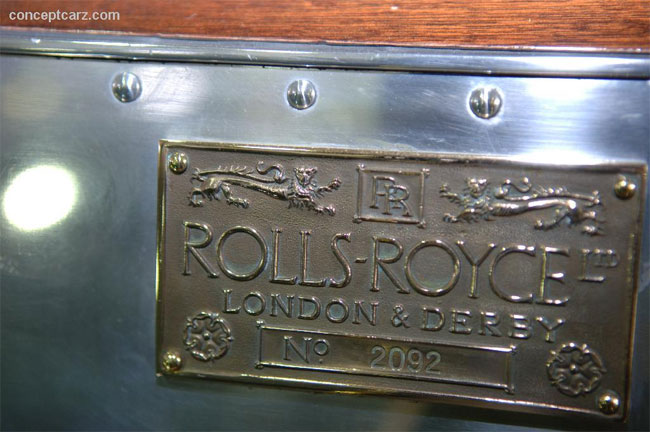 conceptcarz.com
RR
ROLLS-ROYCE LTD
LONDON & DERBY
No 2092